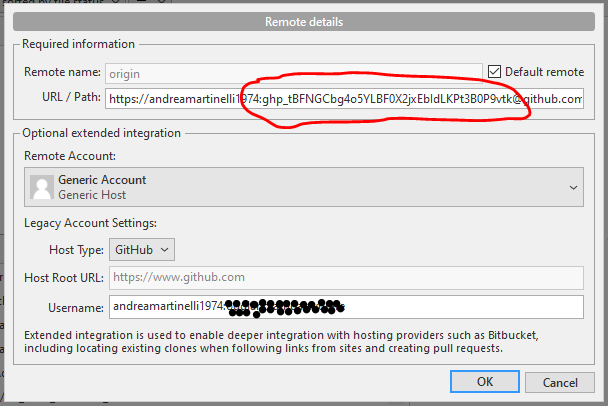 Remote details
Required information
Remote name: origin Default remote
URL / Path: https://andreamartinelli1974:[access token omitted]@github.com
Optional extended integration
Remote Account:
Generic Account
Generic Host
Legacy Account Settings:
Host Type: GitHub
Host Root URL: https://www.github.com
Username: andreamartinelli1974:
Extended integration is used to enable deeper integration with hosting providers such as Bitbucket,
including locating existing clones when following links from sites and creating pull requests.
OK Cancel